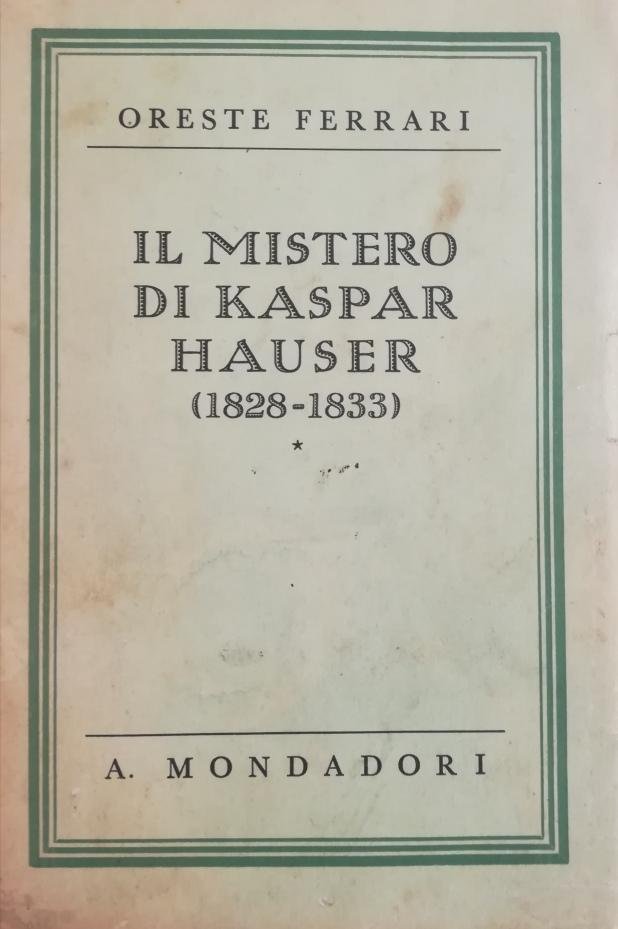 ORESTE FERRARI
IL MISTERO
DI KASPAR
HAUSER
(1828-1833)
*
A. MONDADORI